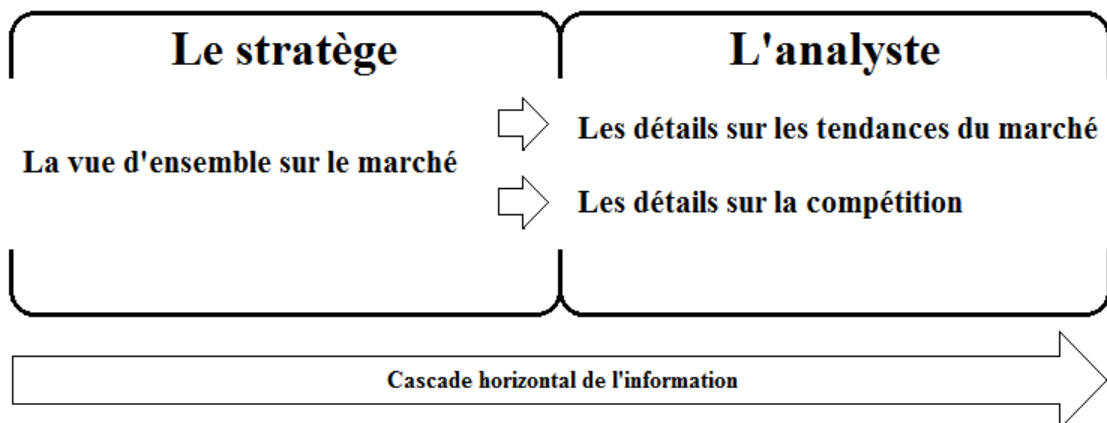 Le stratège
L'analyste
La vue d'ensemble sur le marché
Les détails sur les tendances du marché
Les détails sur la compétition
Cascade horizontal de l'information